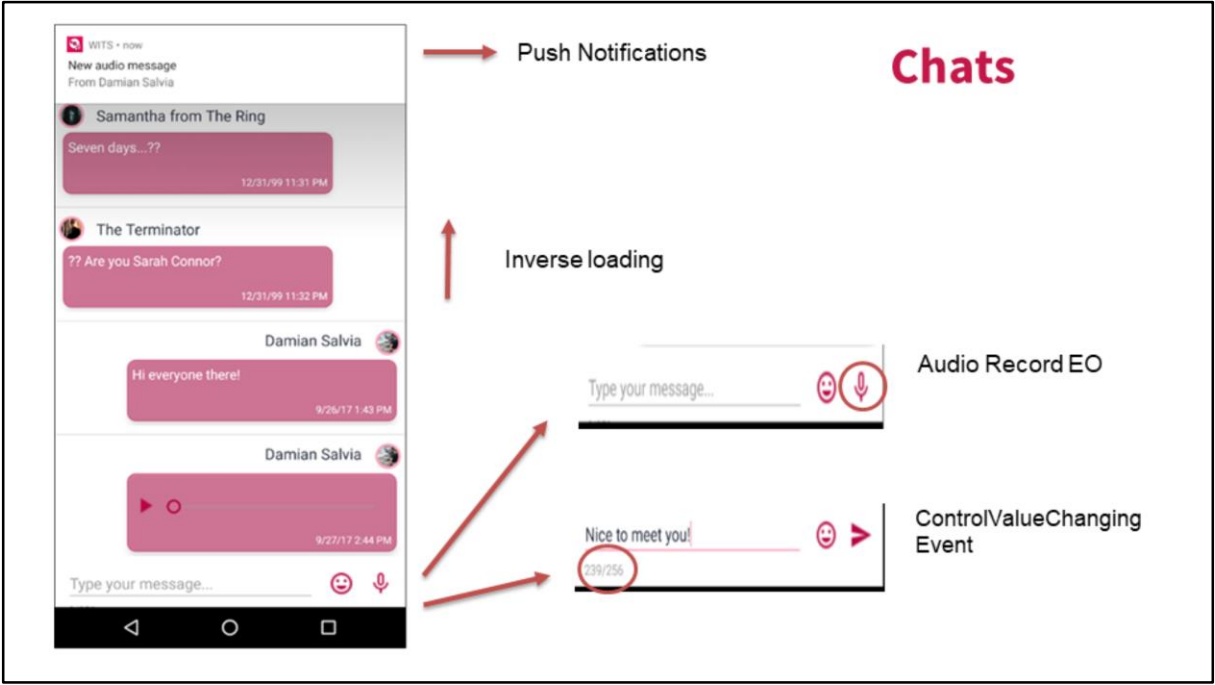 WITS • now
New audio message
From Damian Salvia
Samantha from The Ring
Seven days...??
12/31/99 11:31 PM
The Terminator
?? Are you Sarah Connor?
12/31/99 11:32 PM
Damian Salvia
Hi everyone there!
9/26/17 1:43 PM
Damian Salvia
9/27/17 2:44 PM
Type your message...
Push Notifications
Chats
Inverse loading
Type your message...
Audio Record EO
Nice to meet you!
239/256
ControlValueChanging
Event